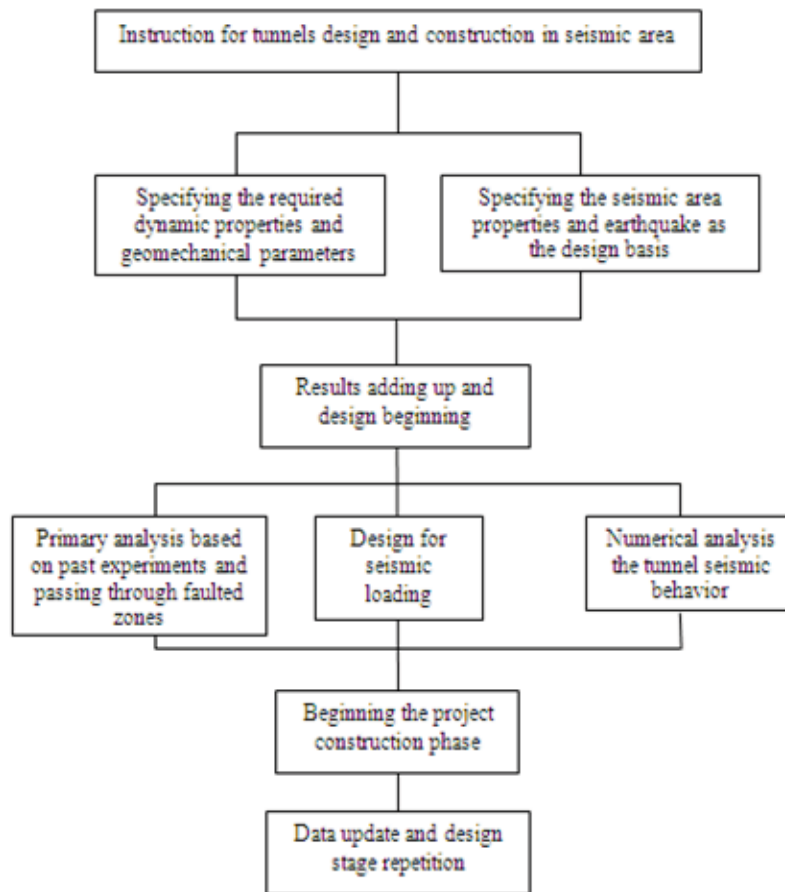 Instruction for tunnels design and construction in seismic area
Specifying the required
dynamic properties and
geomechanical parameters
Specifying the seismic area
properties and earthquake as
the design basis
Results adding up and
design beginning
Primary analysis based
on past experiments and
passing through faulted
zones
Design for
seismic
loading
Numerical analysis
the tunnel seismic
behavior
Beginning the project
construction phase
Data update and design
stage repetition